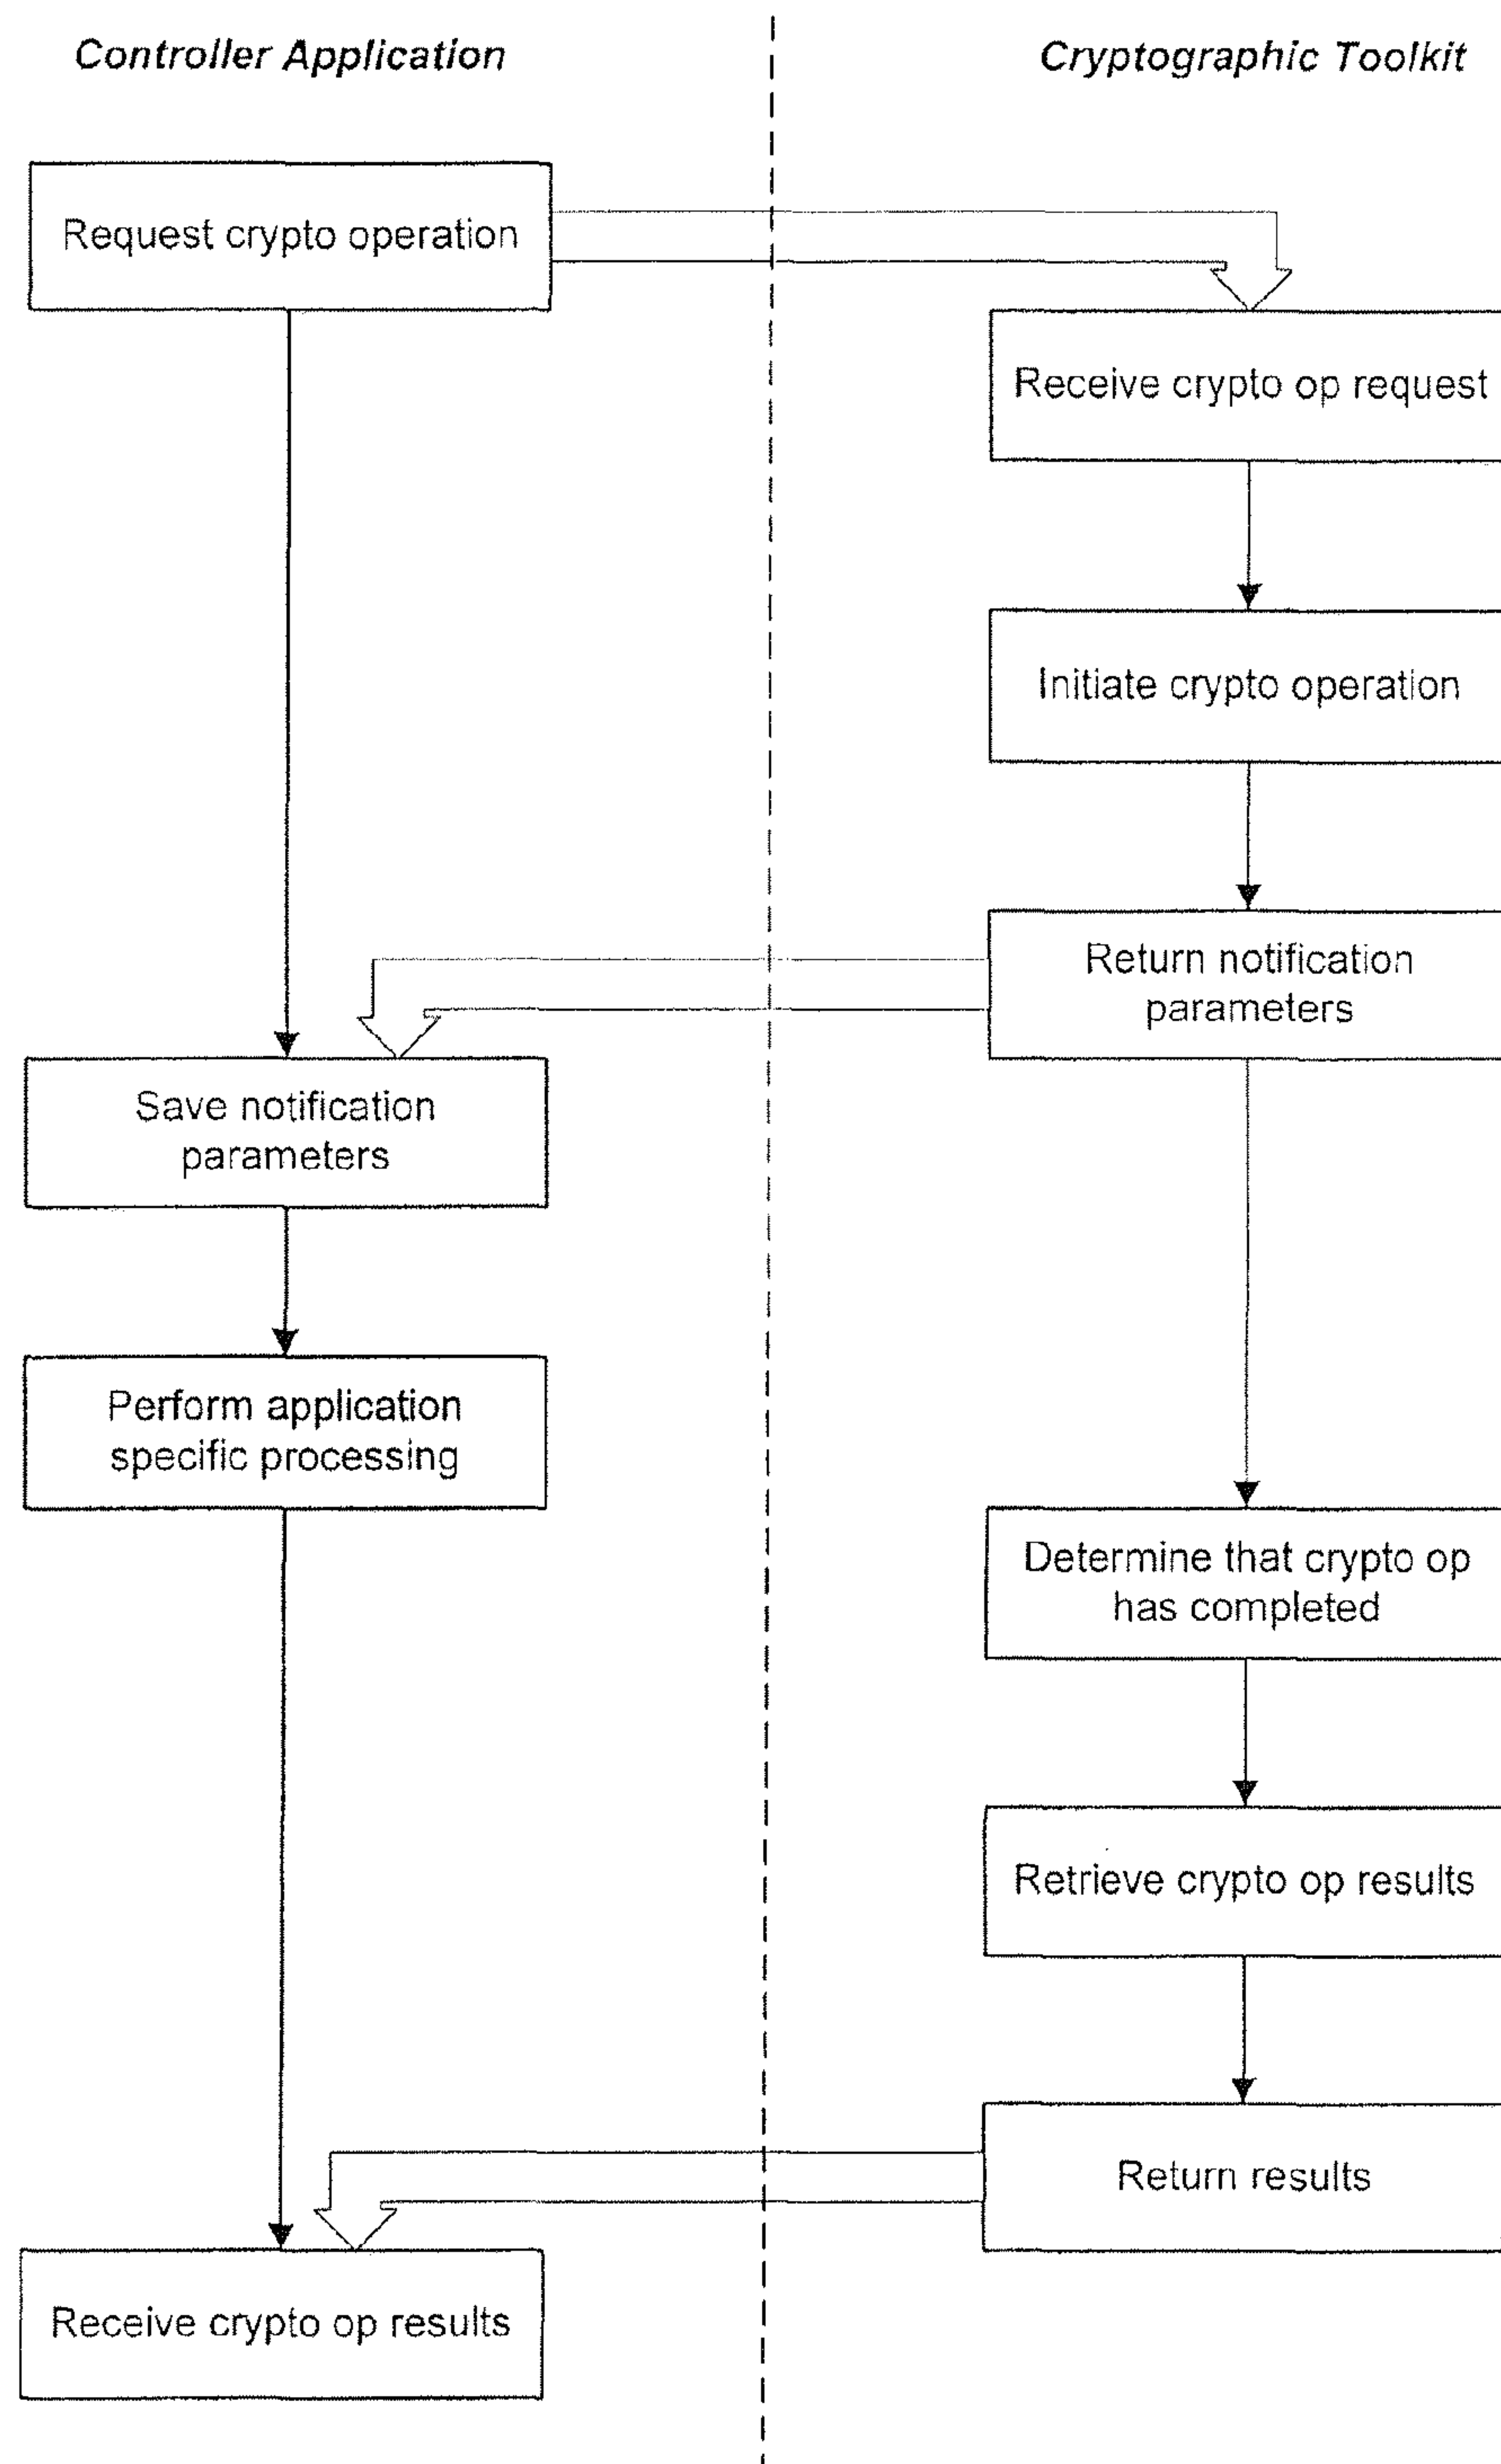 Controller Application
Cryptographic Toolkit
Request crypto operation
Receive crypto op request
Initiate crypto operation
Return notification
parameters
Save notification
parameters
Perform application
specific processing
Determine that crypto op
has completed
Retrieve crypto op results
Return results
Receive crypto op results